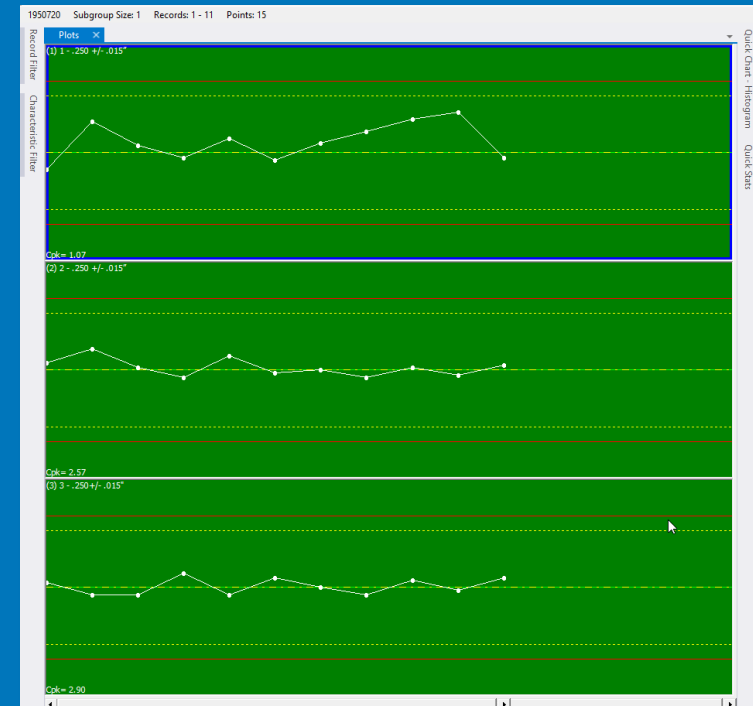 1950720 Subgroup Size: 1 Records: 1 - 11 Points: 15
Plots ×
Record Filter
Characteristic Filter
Quick Chart - Histogram
Quick Stats
(1) 1 - .250 +/- .015"
Cpk= 1.07
(2) 2 - .250 +/- .015"
Cpk= 2.57
(3) 3 - .250+/- .015"
Cpk= 2.90